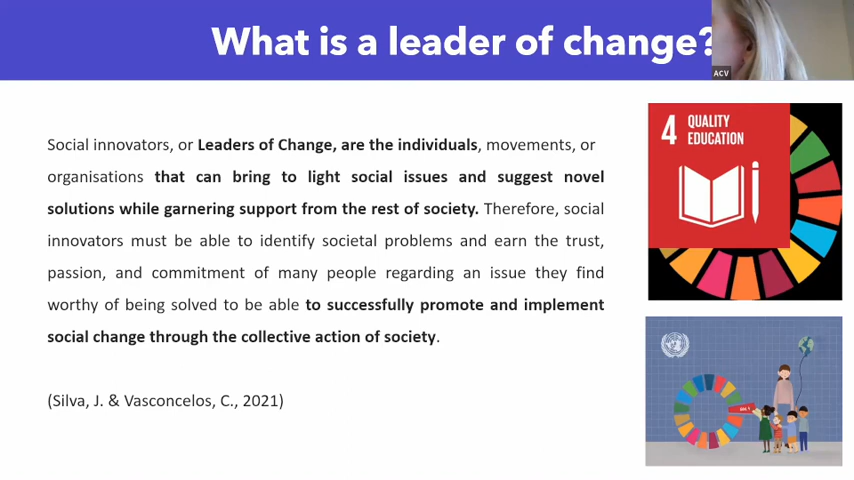 What is a leader of change?
ACV
Social innovators, or Leaders of Change, are the individuals, movements, or
organisations that can bring to light social issues and suggest novel
solutions while garnering support from the rest of society. Therefore, social
innovators must be able to identify societal problems and earn the trust,
passion, and commitment of many people regarding an issue they find
worthy of being solved to be able to successfully promote and implement
social change through the collective action of society.
(Silva, J. & Vasconcelos, C., 2021)
4 QUALITY
EDUCATION